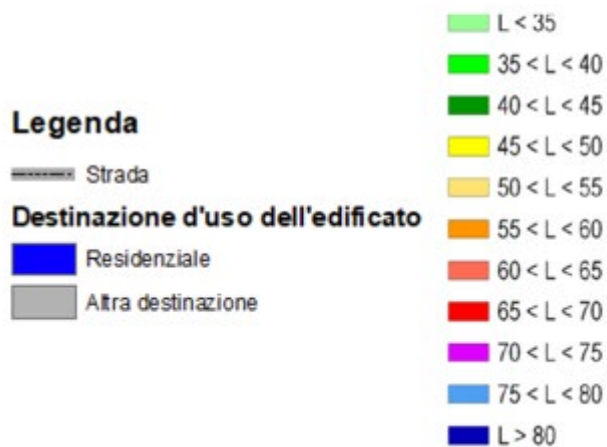 Legenda
Strada
Destinazione d'uso dell'edificato
Residenziale
Altra destinazione
L < 35
35 < L < 40
40 < L < 45
45 < L < 50
50 < L < 55
55 < L < 60
60 < L < 65
65 < L < 70
70 < L < 75
75 < L < 80
L > 80